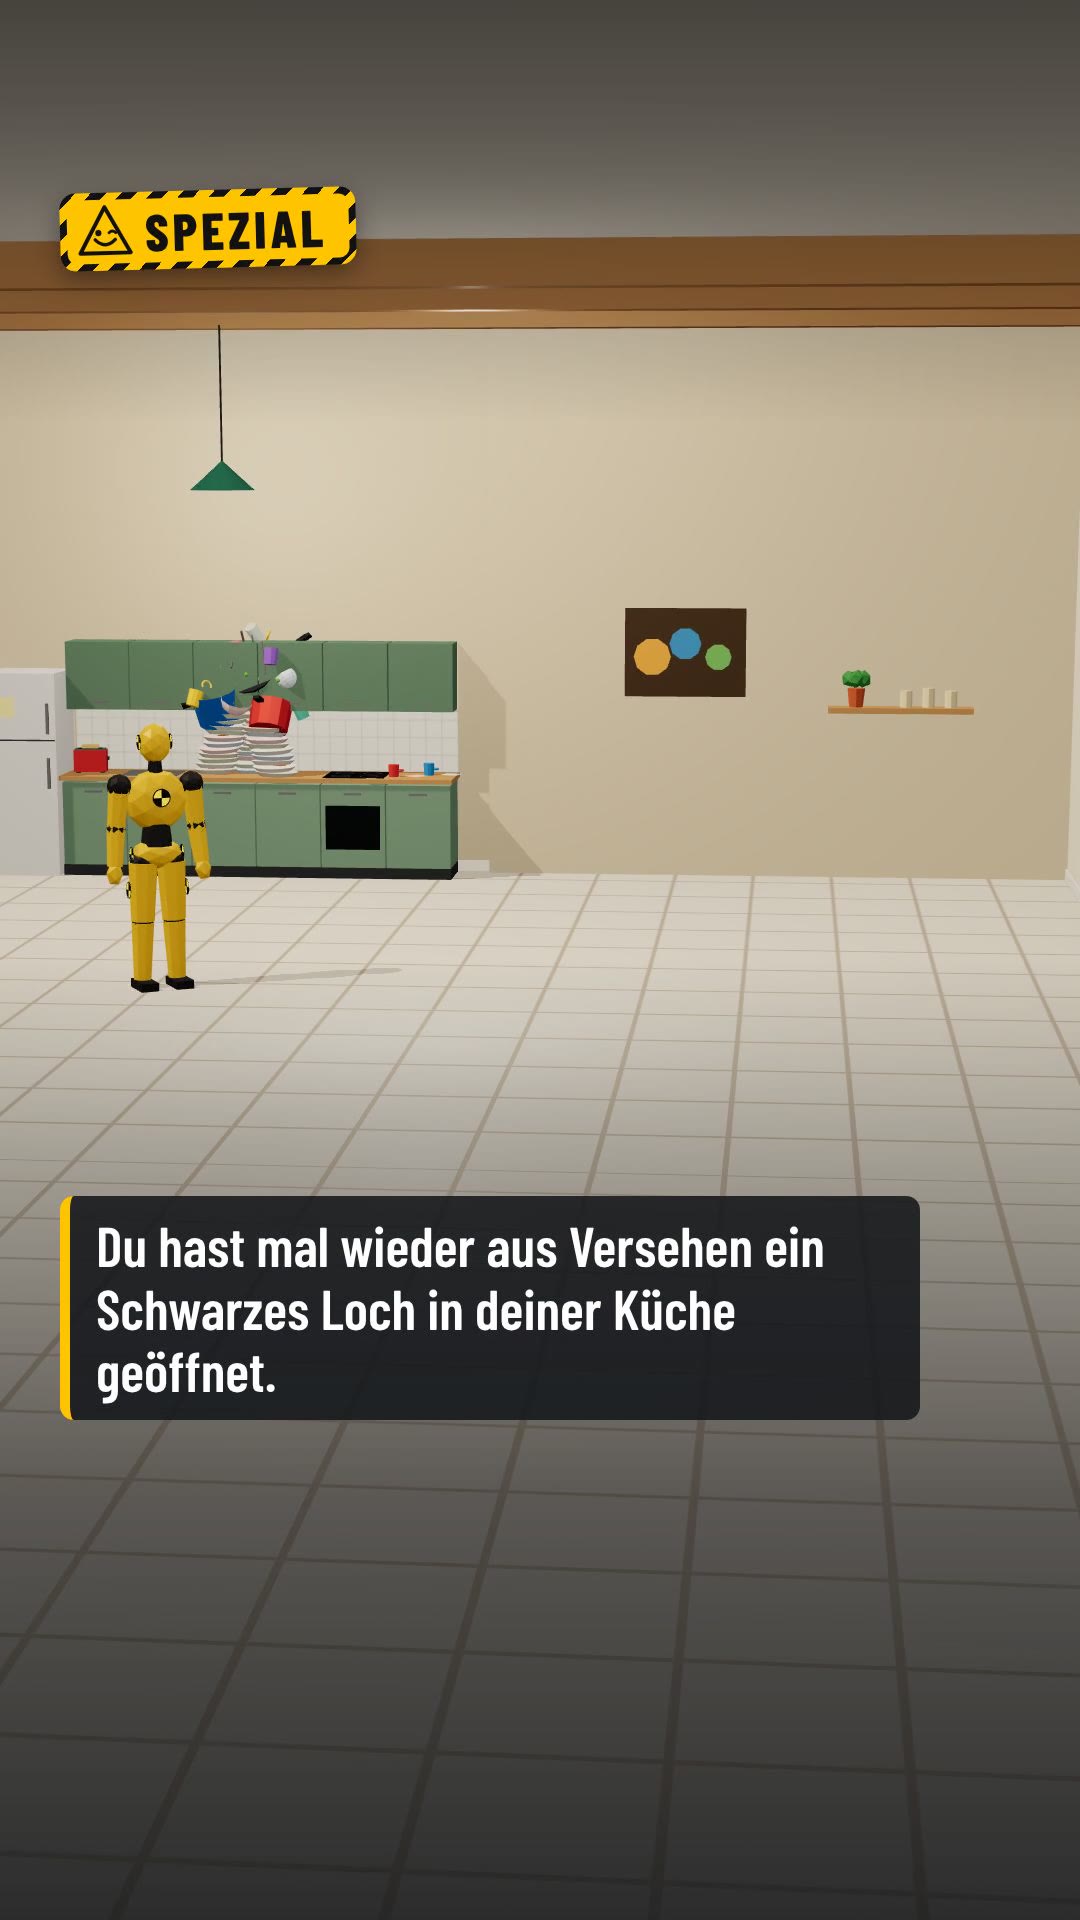 SPEZIAL
Du hast mal wieder aus Versehen ein
Schwarzes Loch in deiner Küche
geöffnet.